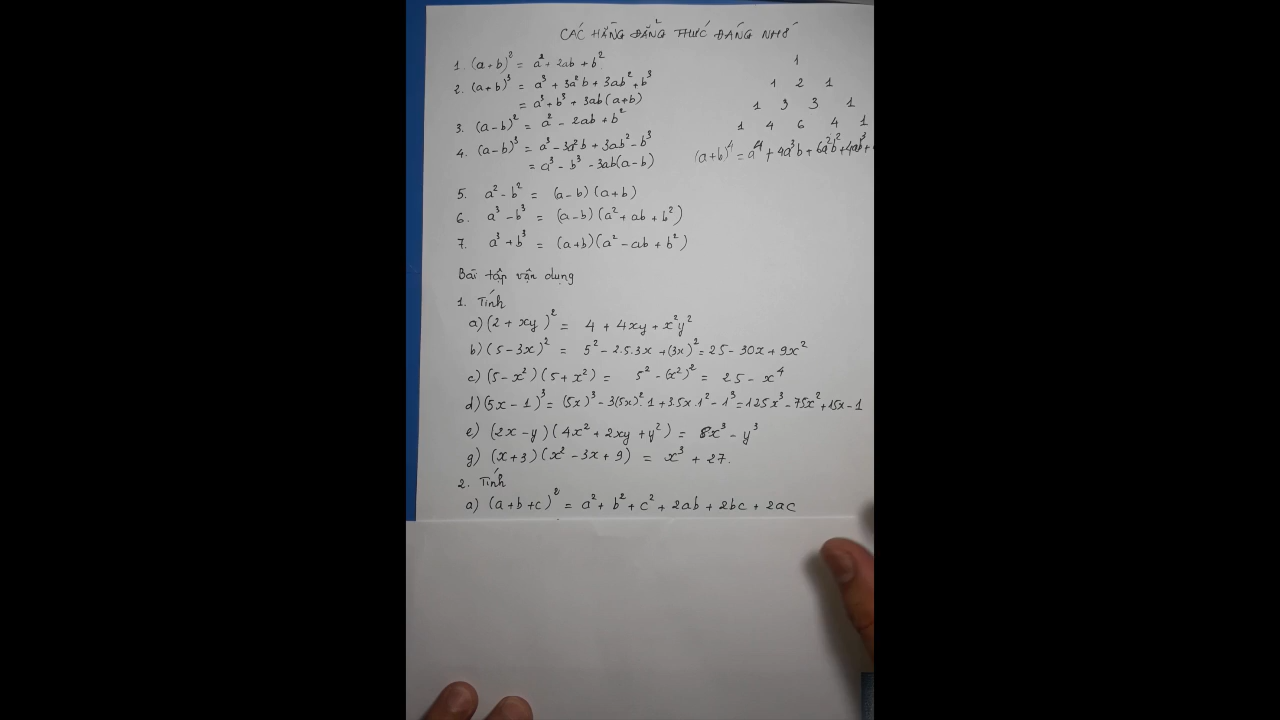 CÁC HẰNG ĐẲNG THỨC ĐÁNG NHỚ
1. (a+b)² = a² + 2ab + b²
2. (a+b)³ = a³ + 3a²b + 3ab² + b³
= a³ + b³ + 3ab(a+b)
3. (a-b)² = a² - 2ab + b²
4. (a-b)³ = a³ - 3a²b + 3ab² - b³
= a³ - b³ - 3ab(a-b)
5. a² - b² = (a-b)(a+b)
6. a³ - b³ = (a-b)(a² + ab + b²)
7. a³ + b³ = (a+b)(a² - ab + b²)
1
1 2 1
1 3 3 1
1 4 6 4 1
(a+b)⁴ = a⁴ + 4a³b + 6a²b² + 4ab³ +
Bài tập vận dụng
1. Tính
a) (2 + xy)² = 4 + 4xy + x²y²
b) (5 - 3x)² = 5² - 2.5.3x + (3x)² = 25 - 30x + 9x²
c) (5 - x²)(5 + x²) = 5² - (x²)² = 25 - x⁴
d) (5x - 1)³ = (5x)³ - 3(5x)².1 + 3.5x.1² - 1³ = 125x³ - 75x² + 15x - 1
e) (2x - y)(4x² + 2xy + y²) = 8x³ - y³
g) (x+3)(x² - 3x + 9) = x³ + 27.
2. Tính
a) (a+b+c)² = a² + b² + c² + 2ab + 2bc + 2ac